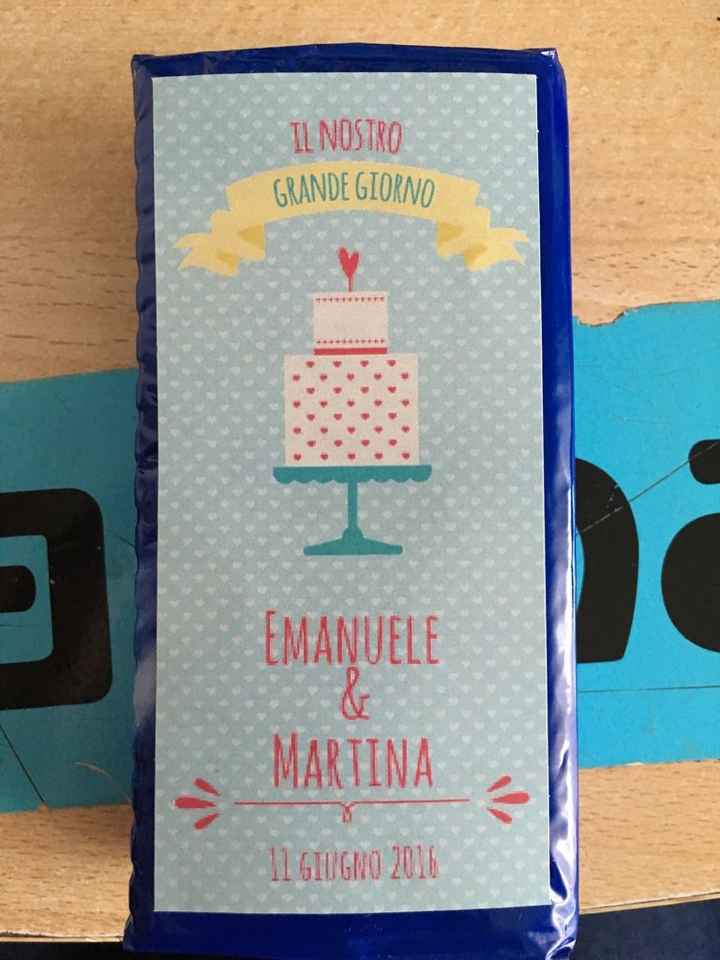 IL NOSTRO
GRANDE GIORNO
EMANUELE
&
MARTINA
11 GIUGNO 2016